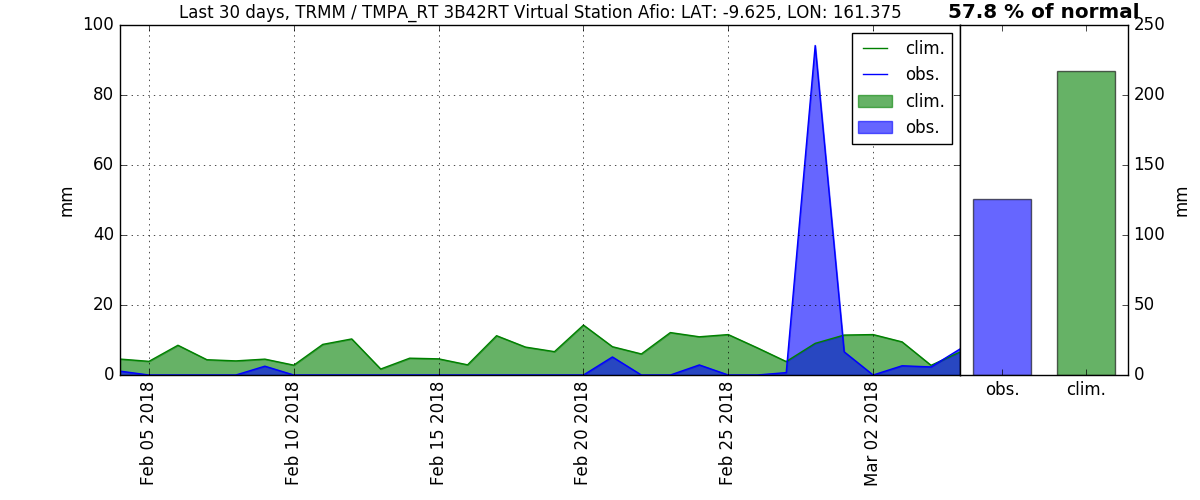 Last 30 days, TRMM / TMPA_RT 3B42RT Virtual Station Afio: LAT: -9.625, LON: 161.375
57.8 % of normal
100
80
60
40
20
0
mm
clim.
obs.
clim.
obs.
250
200
150
100
50
0
mm
obs.
clim.
Feb 05 2018
Feb 10 2018
Feb 15 2018
Feb 20 2018
Feb 25 2018
Mar 02 2018